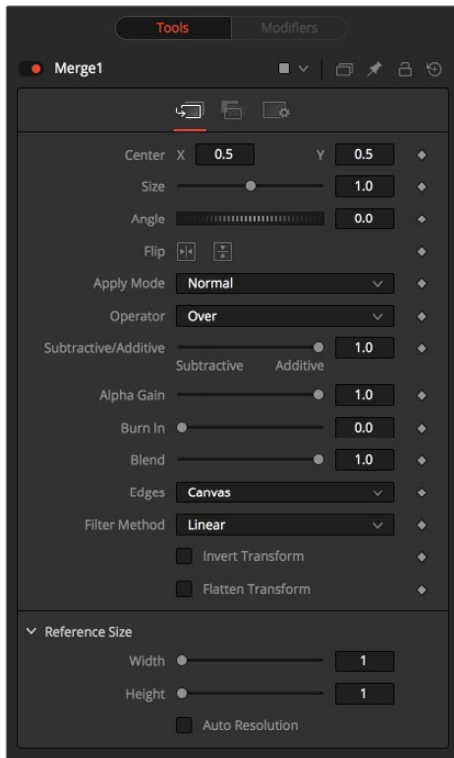 Tools Modifiers
Merge1
Center X 0.5 Y 0.5
Size 1.0
Angle 0.0
Flip
Apply Mode Normal
Operator Over
Subtractive/Additive 1.0
Subtractive Additive
Alpha Gain 1.0
Burn In 0.0
Blend 1.0
Edges Canvas
Filter Method Linear
Invert Transform
Flatten Transform
Reference Size
Width 1
Height 1
Auto Resolution